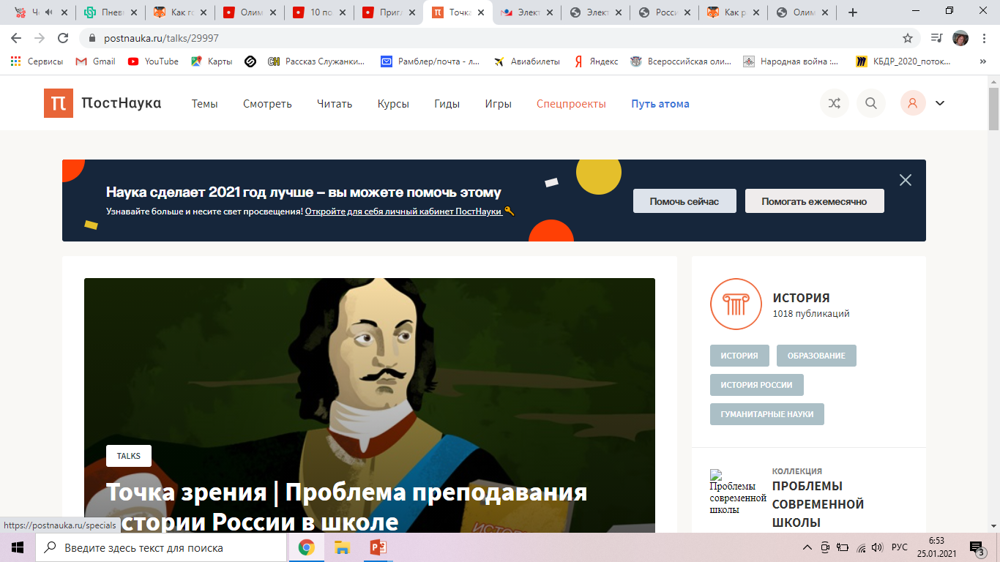 Че
Пнев
Как го
Олим
10 по
Пригл
Точка
Элект
Элект
Росси
Как р
Олим
postnauka.ru/talks/29997
Сервисы
Gmail
YouTube
Карты
Рассказ Служанки...
Рамблер/почта - л...
Авиабилеты
Яндекс
Всероссийская оли...
Народная война :...
КБДР_2020_поток...
ПостНаука
Темы
Смотреть
Читать
Курсы
Гиды
Игры
Спецпроекты
Путь атома
Наука сделает 2021 год лучше – вы можете помочь этому
Узнавайте больше и несите свет просвещения! Откройте для себя личный кабинет ПостНауки
Помочь сейчас
Помогать ежемесячно
TALKS
Точка зрения | Проблема преподавания
истории России в школе
ИСТОРИЯ
1018 публикаций
ИСТОРИЯ
ОБРАЗОВАНИЕ
ИСТОРИЯ РОССИИ
ГУМАНИТАРНЫЕ НАУКИ
Проблемы
современной
школы
КОЛЛЕКЦИЯ
ПРОБЛЕМЫ
СОВРЕМЕННОЙ
ШКОЛЫ
https://postnauka.ru/specials
Введите здесь текст для поиска
РУС
6:53
25.01.2021
3